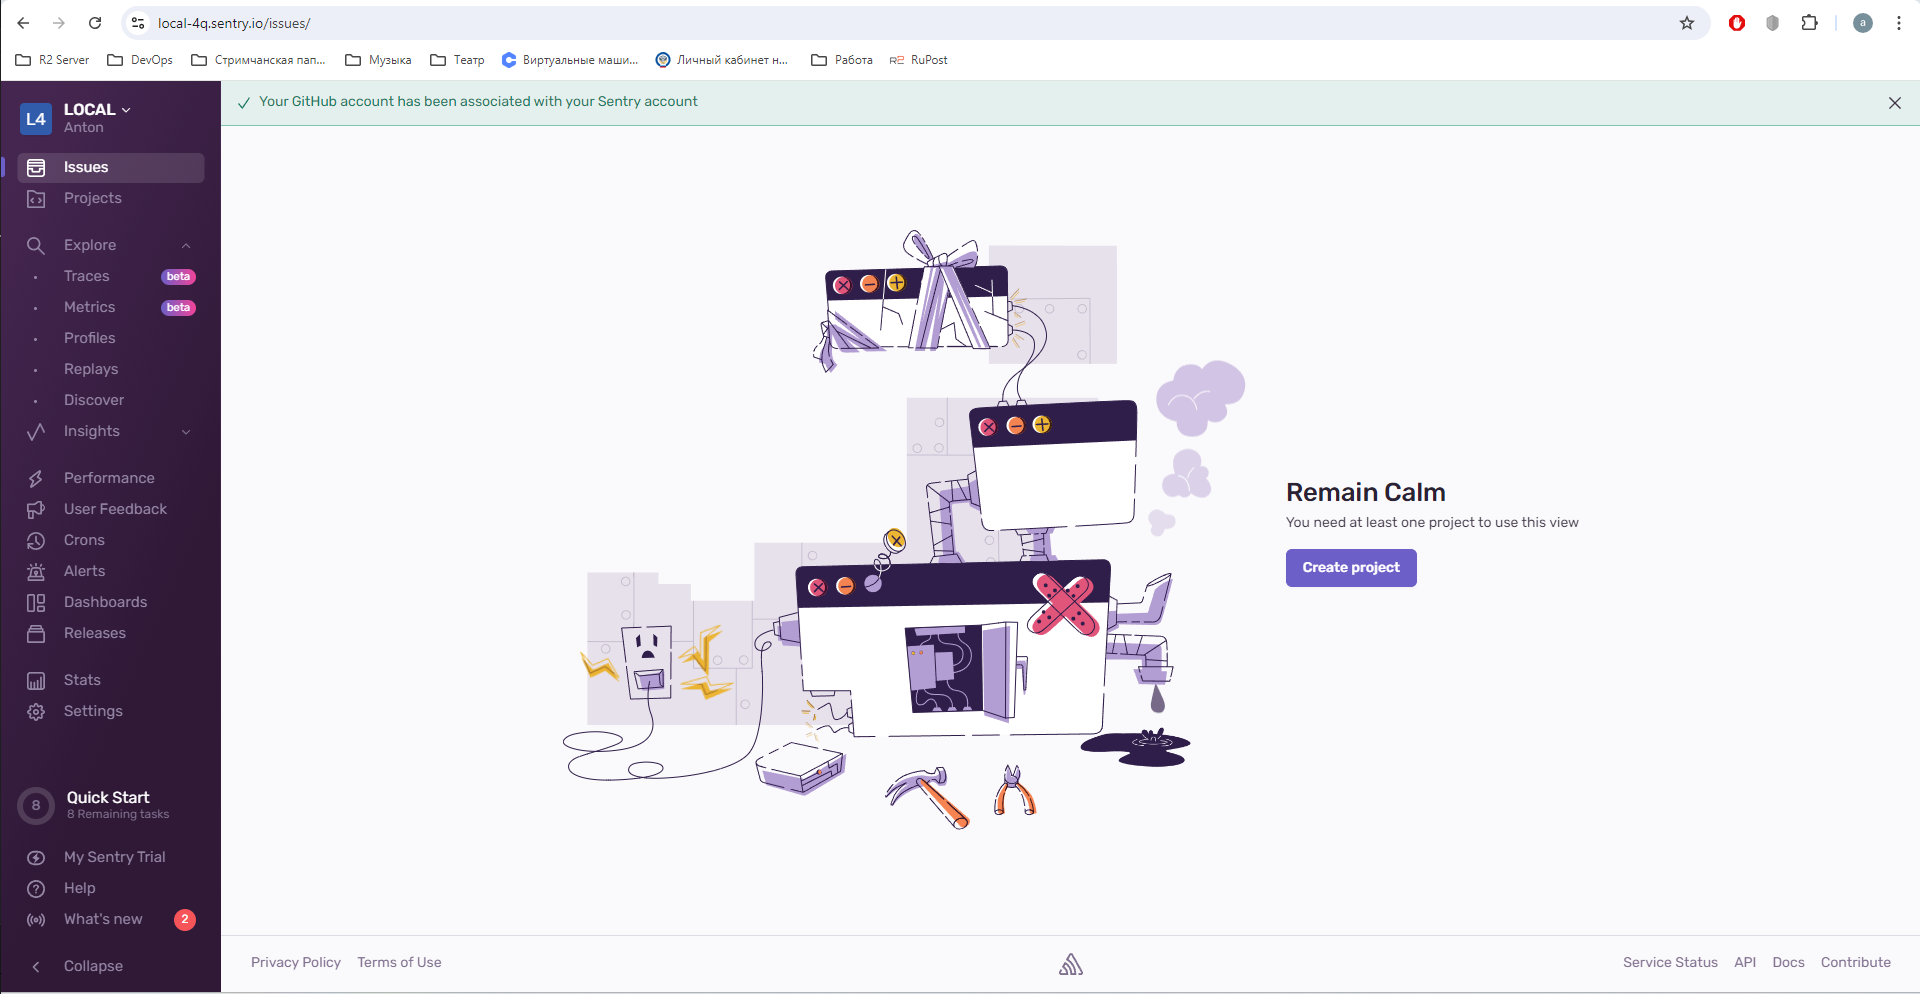 local-4q.sentry.io/issues/
a
R2 Server
DevOps
Стримчанская пап...
Музыка
Театр
Виртуальные маши...
Личный кабинет н...
Работа
R2 RuPost
L4
LOCAL
Anton
Your GitHub account has been associated with your Sentry account
Issues
Projects
Explore
Traces beta
Metrics beta
Profiles
Replays
Discover
Insights
Performance
User Feedback
Crons
Alerts
Dashboards
Releases
Stats
Settings
8
Quick Start
8 Remaining tasks
My Sentry Trial
Help
What's new 2
Collapse
Remain Calm
You need at least one project to use this view
Create project
Privacy Policy Terms of Use
Service Status API Docs Contribute